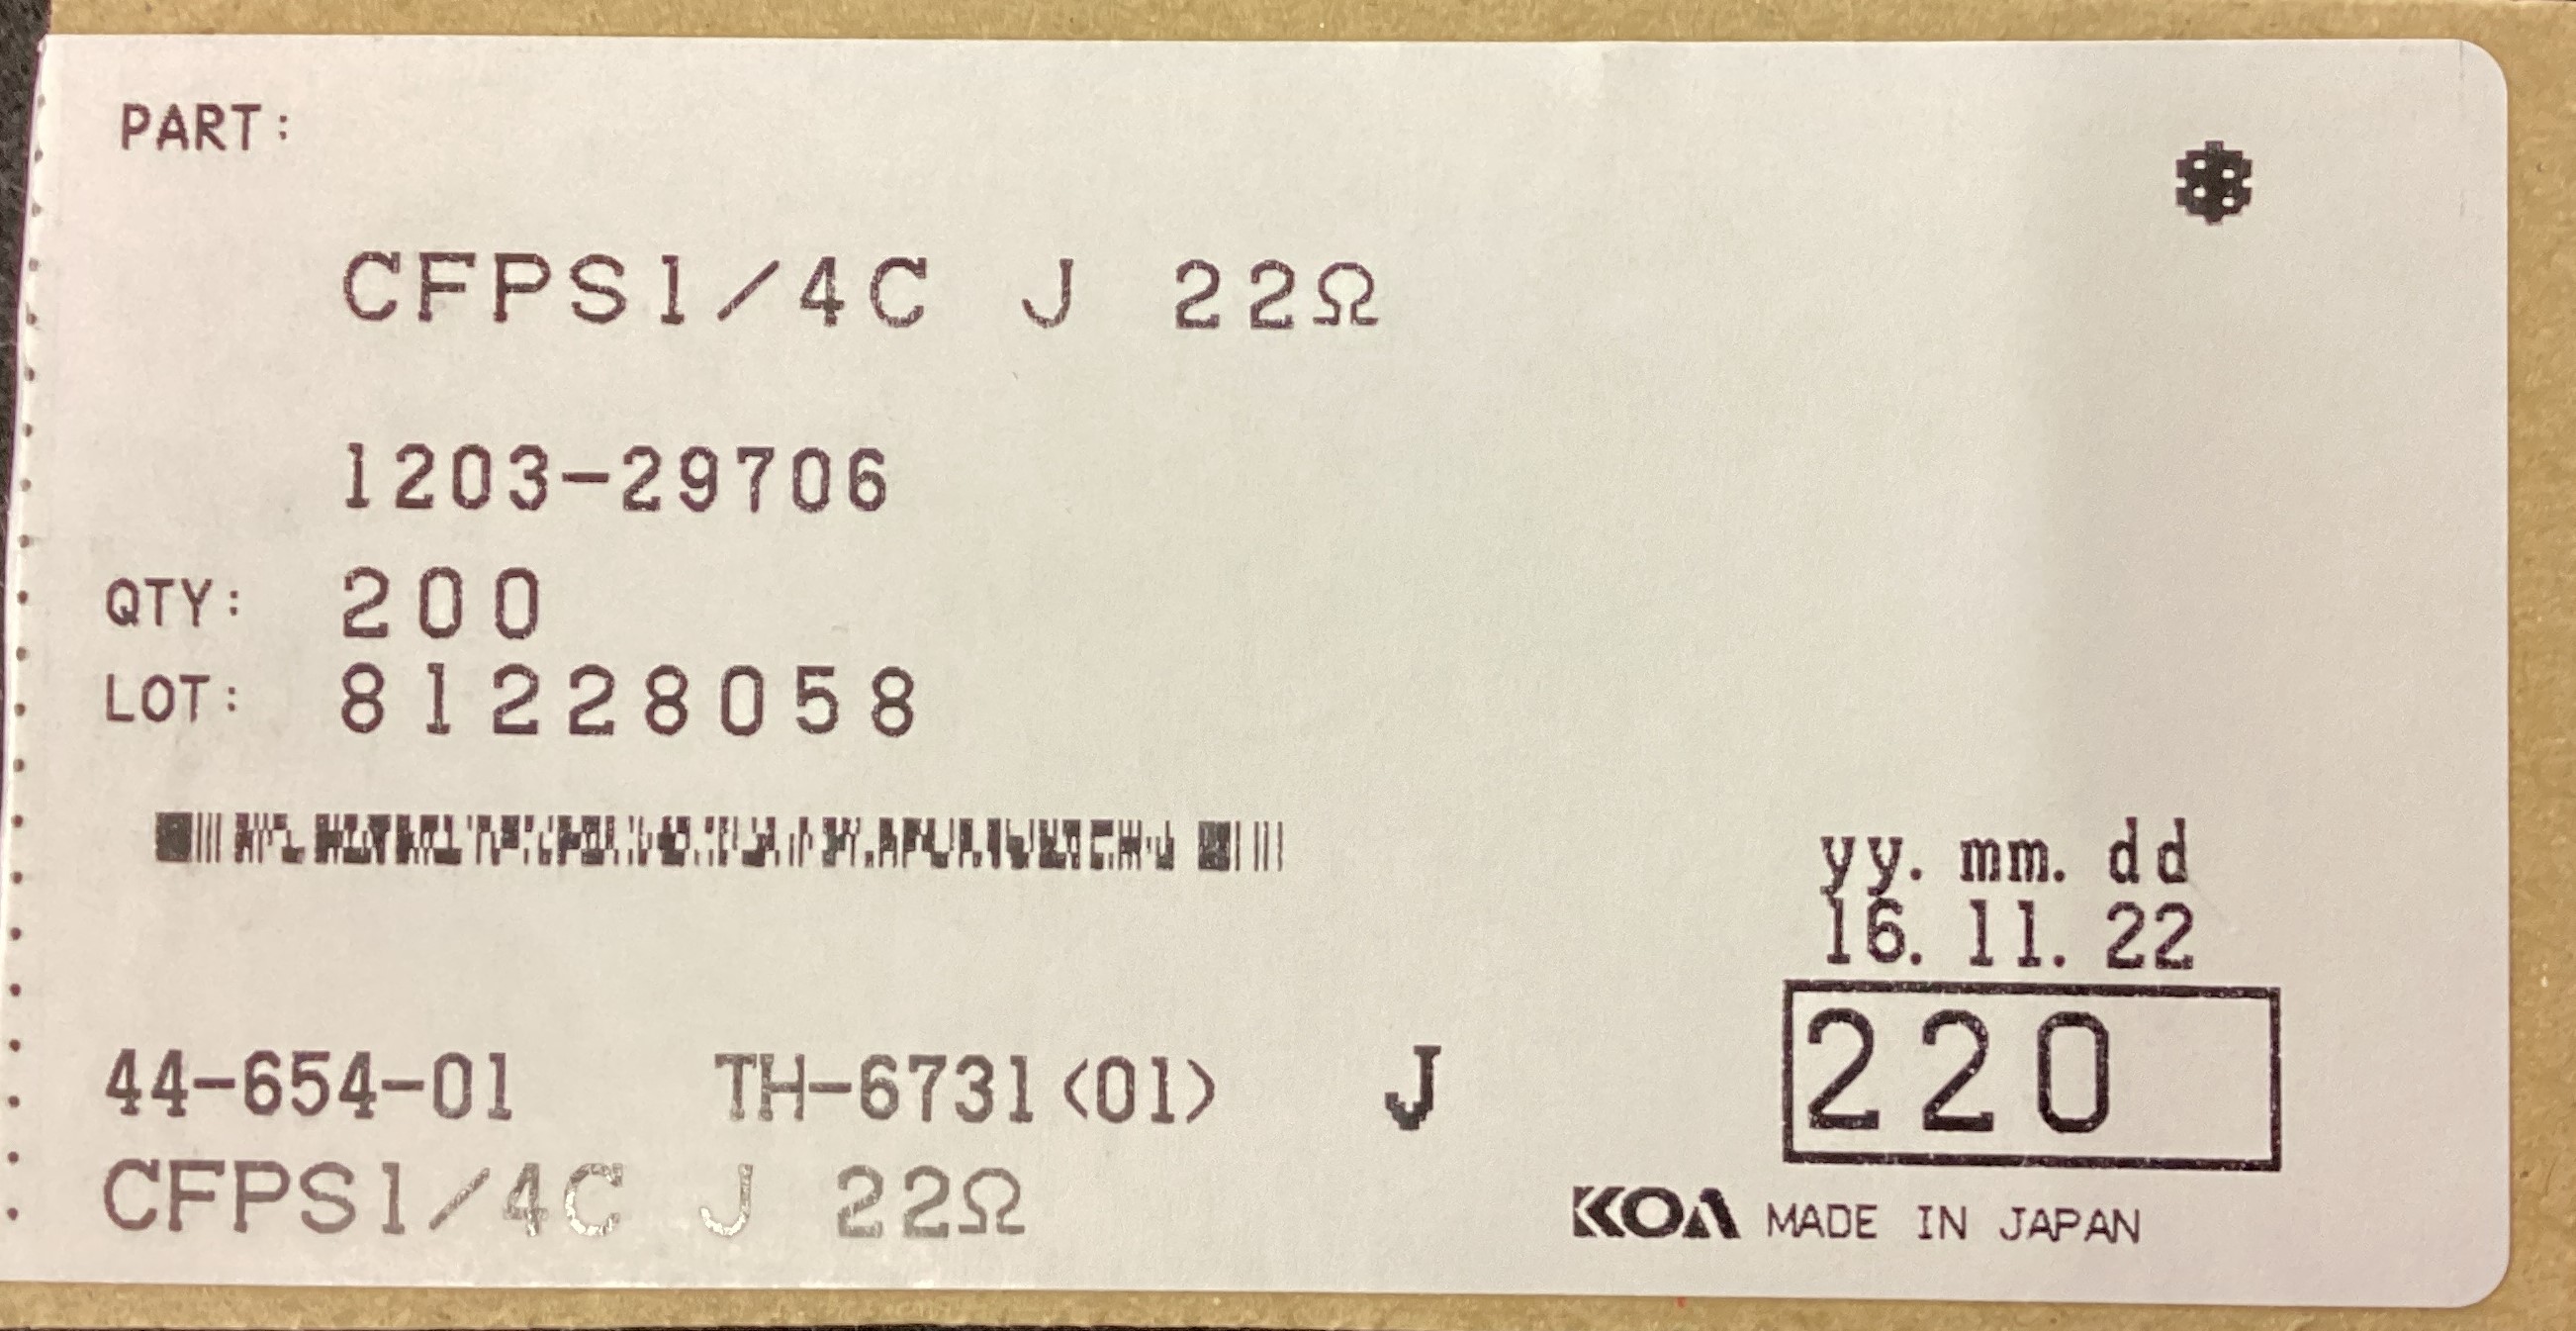 PART:
CFPS1/4C J 22Ω
1203-29706
QTY: 200
LOT: 81228058
yy. mm. dd
16. 11. 22
44-654-01 TH-6731(01) J 220
CFPS1/4C J 22Ω
KOA MADE IN JAPAN